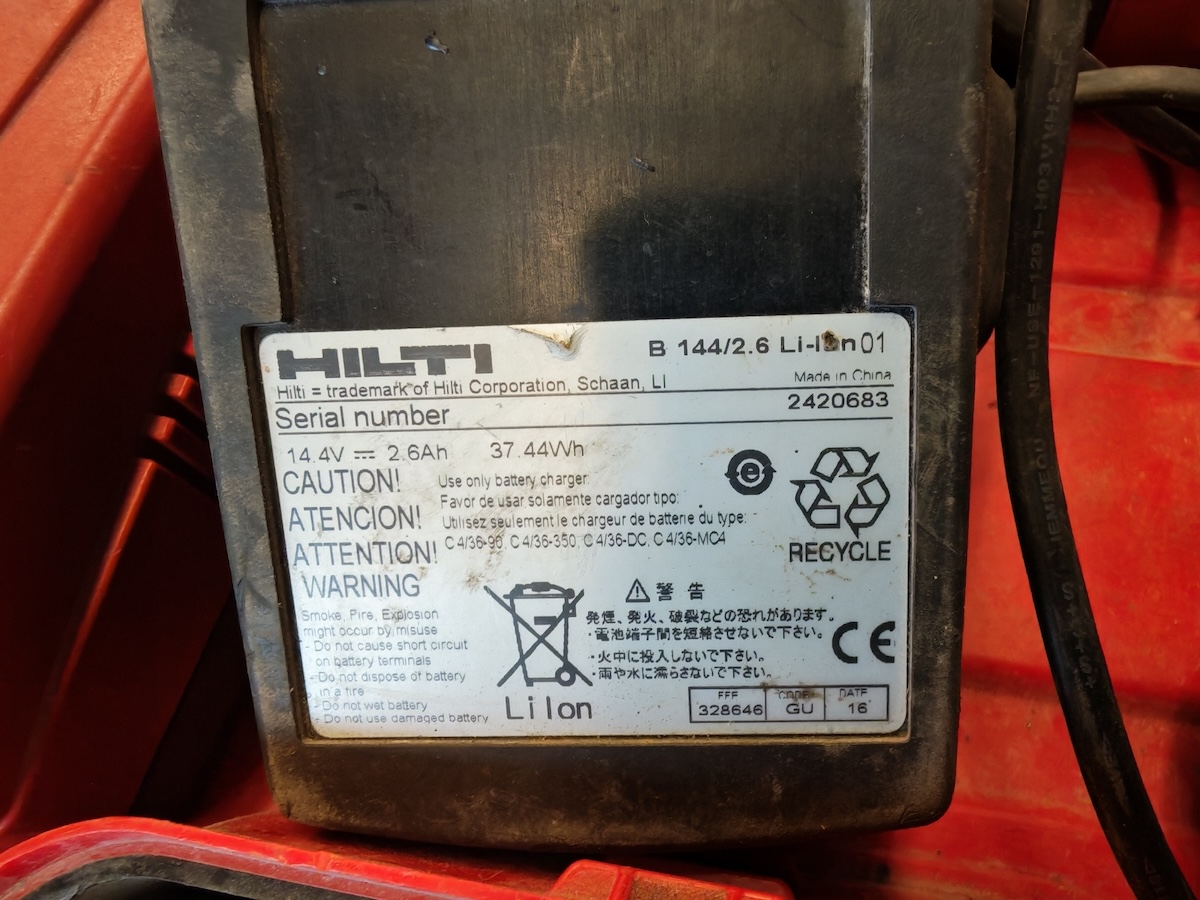 HILTI
B 144/2.6 Li-Ion 01
Hilti = trademark of Hilti Corporation, Schaan, LI
Made in China
Serial number
2420683
14.4V 2.6Ah 37.44Wh
CAUTION!
ATENCION!
ATTENTION!
WARNING
Use only battery charger:
Favor de usar solamente cargador tipo:
Utilisez seulement le chargeur de batterie du type:
C 4/36-90, C 4/36-350, C 4/36-DC, C 4/36-MC4
e
RECYCLE
Smoke, Fire, Explosion
might occur by misuse
- Do not cause short circuit
on battery terminals
- Do not dispose of battery
in a fire
- Do not wet battery
- Do not use damaged battery
Li Ion
警告
発煙、発火、破裂などの恐れがあります。
・電池端子間を短絡させないで下さい。
・火中に投入しないで下さい。
・雨や水に濡らさないで下さい。
CE
FFF CODE DATE
328646 GU 16